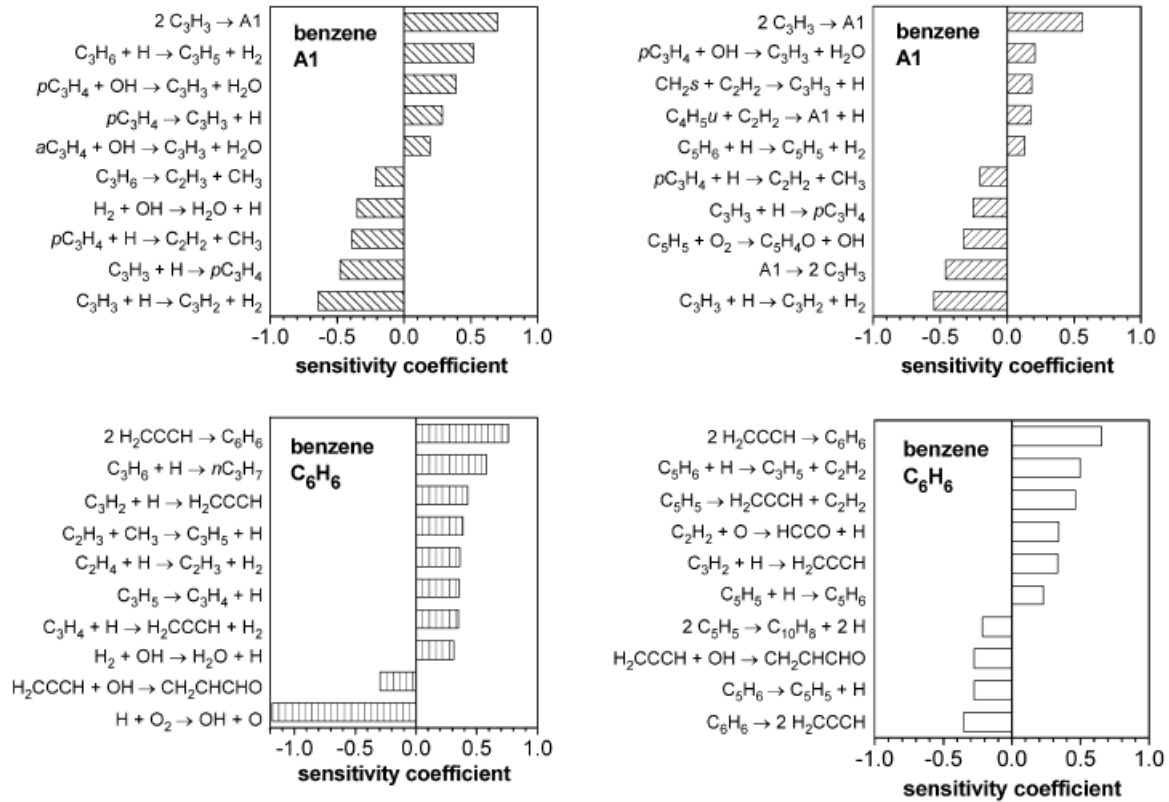 2 C₃H₃ → A1
C₃H₆ + H → C₃H₅ + H₂
pC₃H₄ + OH → C₃H₃ + H₂O
pC₃H₄ → C₃H₃ + H
aC₃H₄ + OH → C₃H₃ + H₂O
C₃H₆ → C₂H₃ + CH₃
H₂ + OH → H₂O + H
pC₃H₄ + H → C₂H₂ + CH₃
C₃H₃ + H → pC₃H₄
C₃H₃ + H → C₃H₂ + H₂
benzene
A1
-1.0 -0.5 0.0 0.5 1.0
sensitivity coefficient
2 C₃H₃ → A1
pC₃H₄ + OH → C₃H₃ + H₂O
CH₂s + C₂H₂ → C₃H₃ + H
C₄H₅u + C₂H₂ → A1 + H
C₅H₆ + H → C₅H₅ + H₂
pC₃H₄ + H → C₂H₂ + CH₃
C₃H₃ + H → pC₃H₄
C₅H₅ + O₂ → C₅H₄O + OH
A1 → 2 C₃H₃
C₃H₃ + H → C₃H₂ + H₂
benzene
A1
-1.0 -0.5 0.0 0.5 1.0
sensitivity coefficient
2 H₂CCCH → C₆H₆
C₃H₆ + H → nC₃H₇
C₃H₂ + H → H₂CCCH
C₂H₃ + CH₃ → C₃H₅ + H
C₂H₄ + H → C₂H₃ + H₂
C₃H₅ → C₃H₄ + H
C₃H₄ + H → H₂CCCH + H₂
H₂ + OH → H₂O + H
H₂CCCH + OH → CH₂CHCHO
H + O₂ → OH + O
benzene
C₆H₆
-1.0 -0.5 0.0 0.5 1.0
sensitivity coefficient
2 H₂CCCH → C₆H₆
C₅H₆ + H → C₃H₅ + C₂H₂
C₅H₅ → H₂CCCH + C₂H₂
C₂H₂ + O → HCCO + H
C₃H₂ + H → H₂CCCH
C₅H₅ + H → C₅H₆
2 C₅H₅ → C₁₀H₈ + 2 H
H₂CCCH + OH → CH₂CHCHO
C₅H₆ → C₅H₅ + H
C₆H₆ → 2 H₂CCCH
benzene
C₆H₆
-1.0 -0.5 0.0 0.5 1.0
sensitivity coefficient